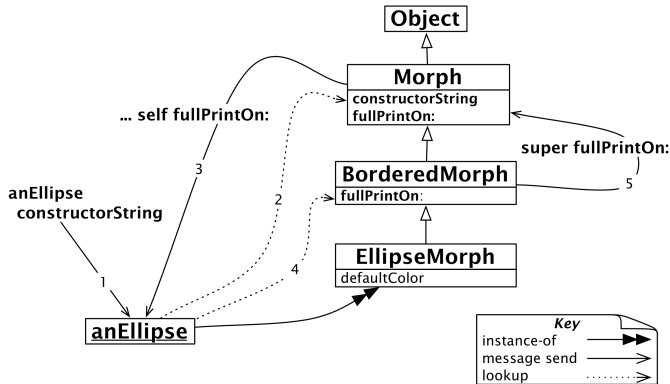 Object
Morph
constructorString
fullPrintOn:
... self fullPrintOn:
super fullPrintOn:
3
BorderedMorph
fullPrintOn:
5
2
anEllipse
constructorString
4
EllipseMorph
defaultColor
1
anEllipse
Key
instance-of
message send
lookup